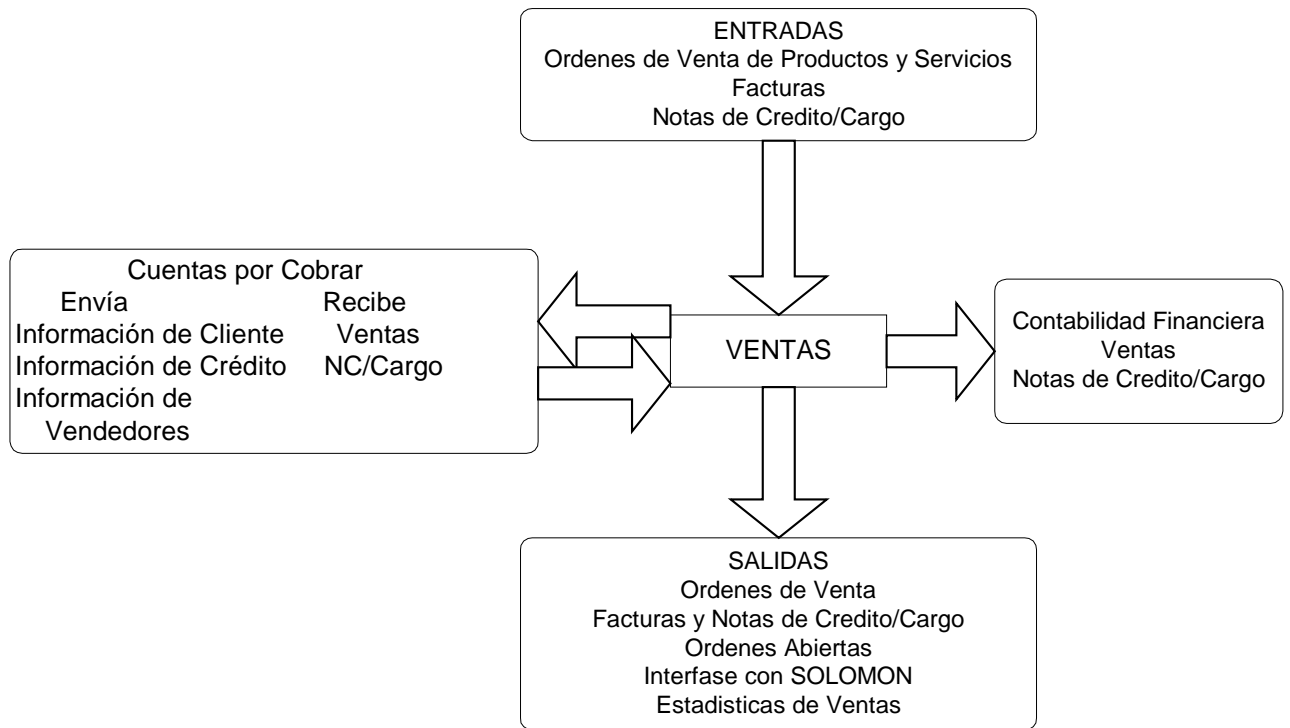 ENTRADAS
Ordenes de Venta de Productos y Servicios
Facturas
Notas de Credito/Cargo
Cuentas por Cobrar
Envía Recibe
Información de Cliente Ventas
Información de Crédito NC/Cargo
Información de
Vendedores
VENTAS
Contabilidad Financiera
Ventas
Notas de Credito/Cargo
SALIDAS
Ordenes de Venta
Facturas y Notas de Credito/Cargo
Ordenes Abiertas
Interfase con SOLOMON
Estadisticas de Ventas